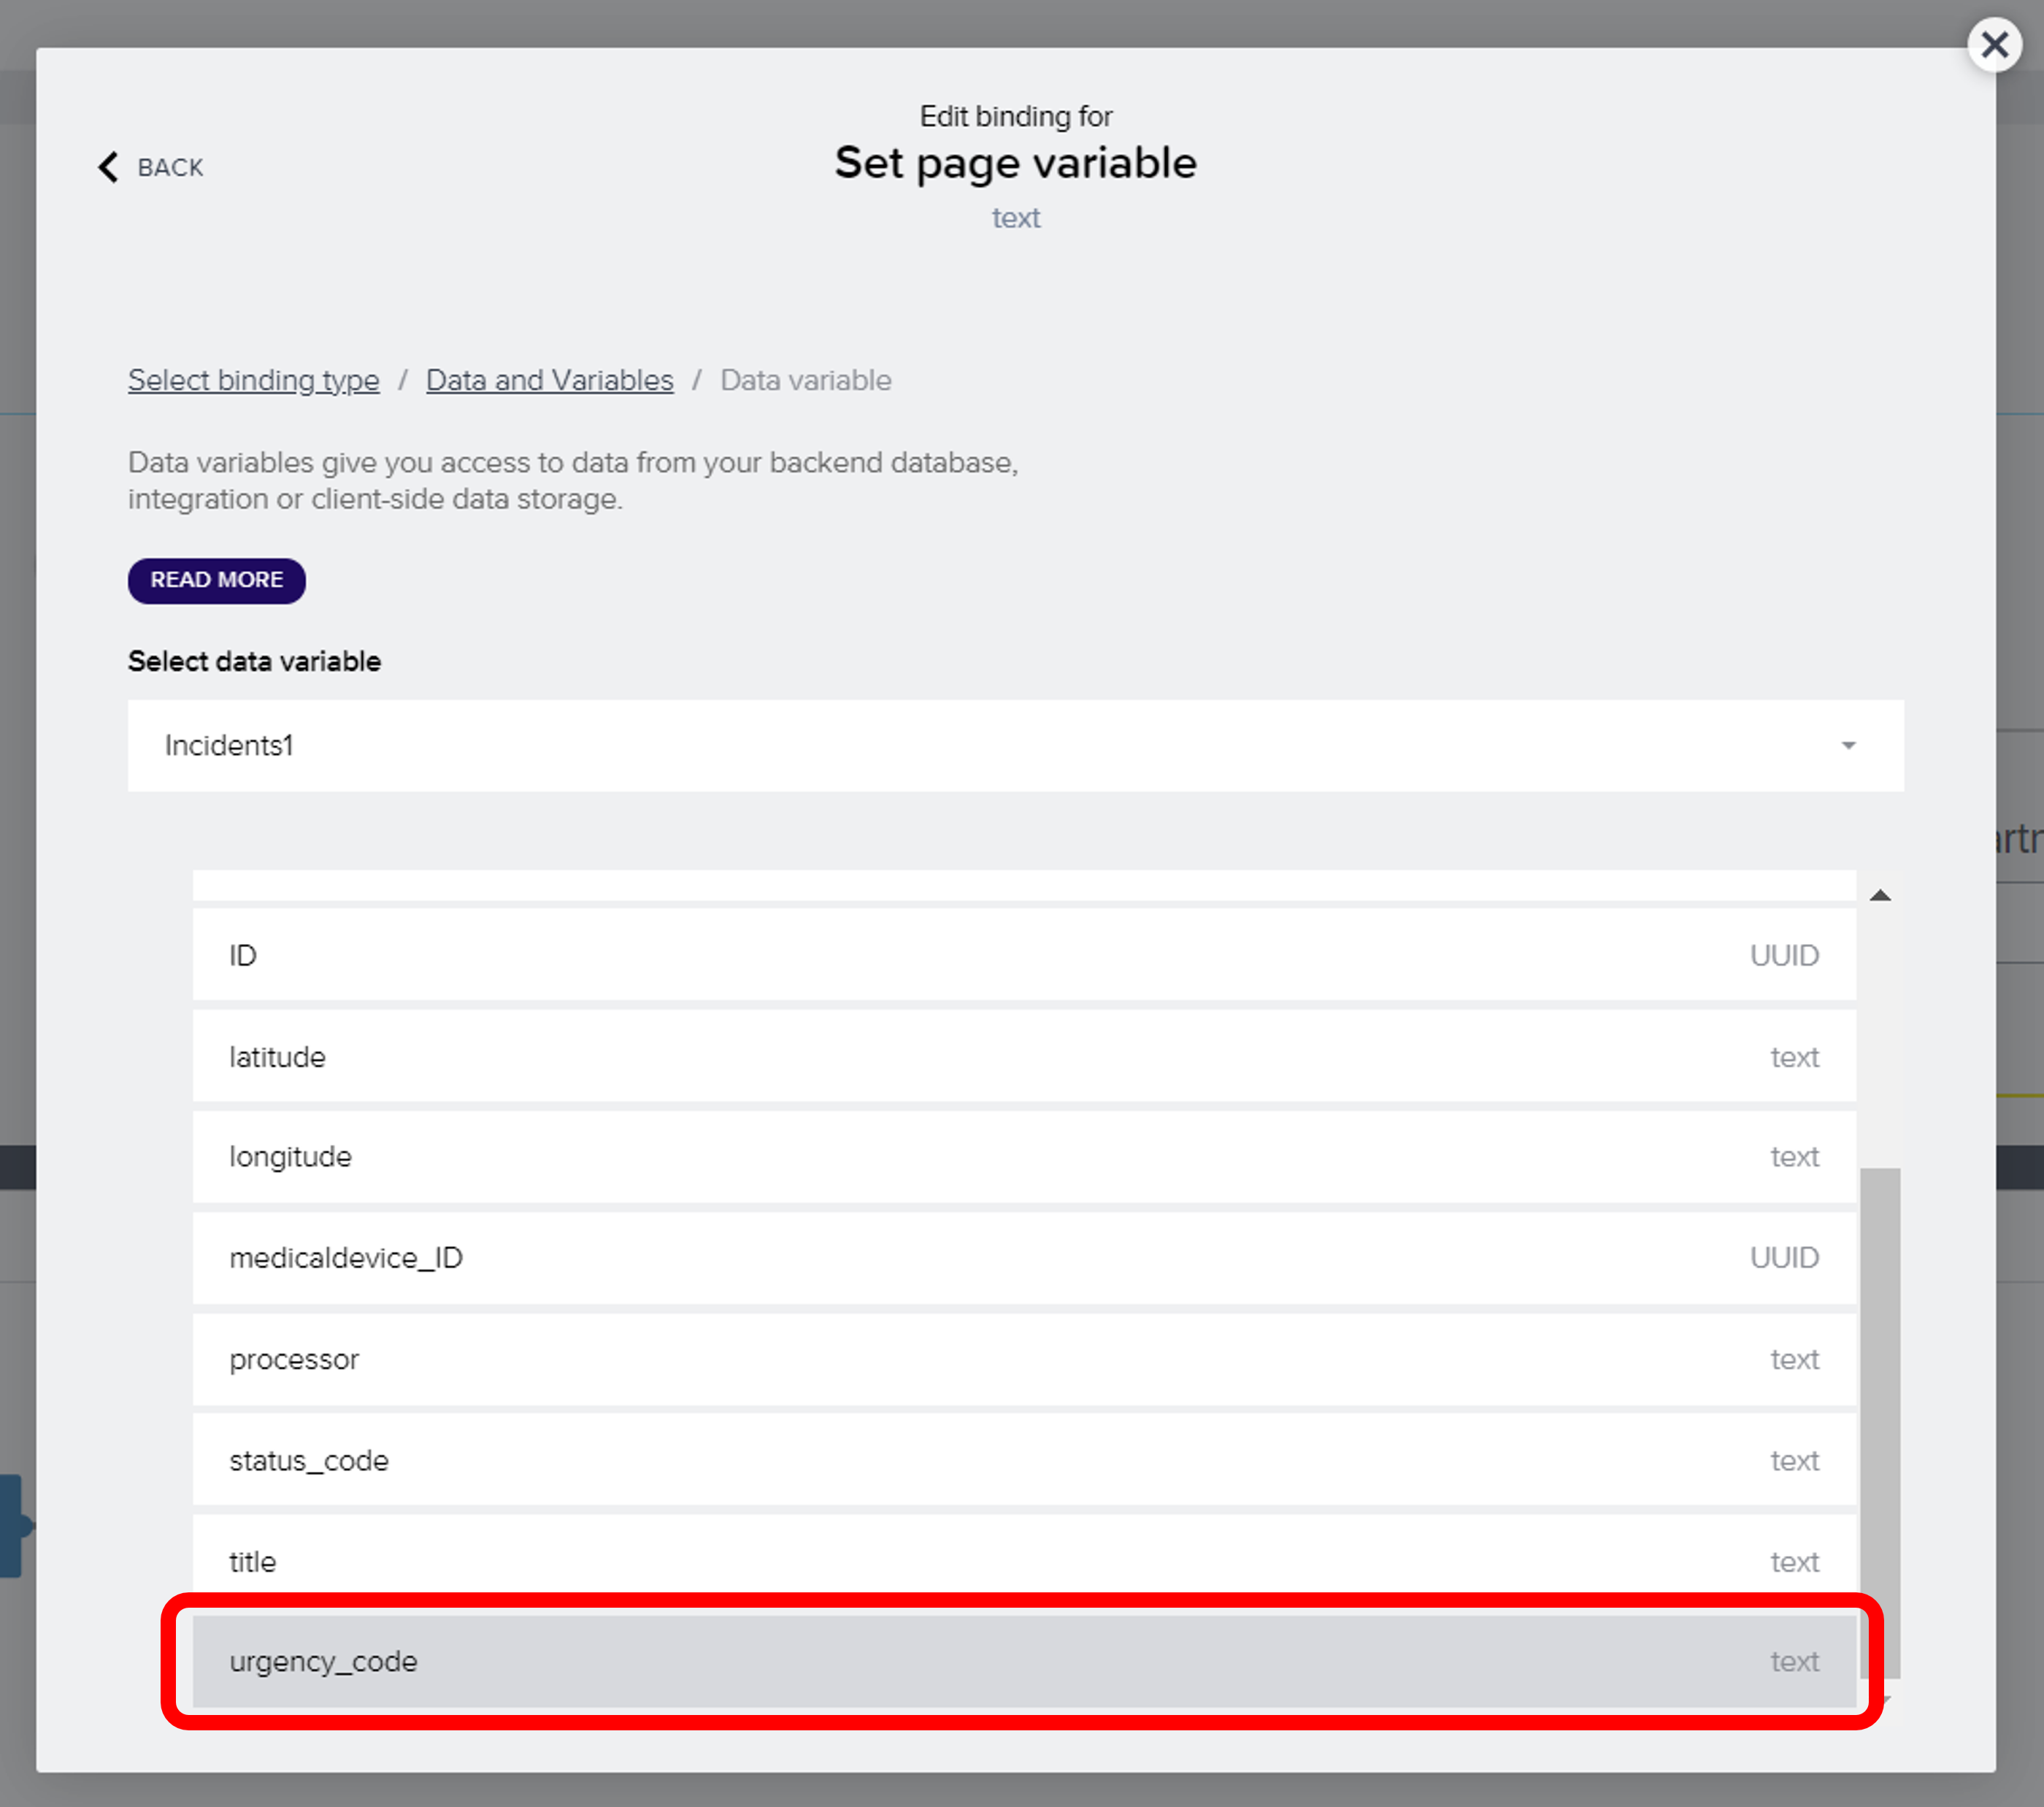 Edit binding for
BACK
Set page variable
text
Select binding type / Data and Variables / Data variable
Data variables give you access to data from your backend database,
integration or client-side data storage.
READ MORE
Select data variable
Incidents1
ID UUID
latitude text
longitude text
medicaldevice_ID UUID
processor text
status_code text
title text
urgency_code text